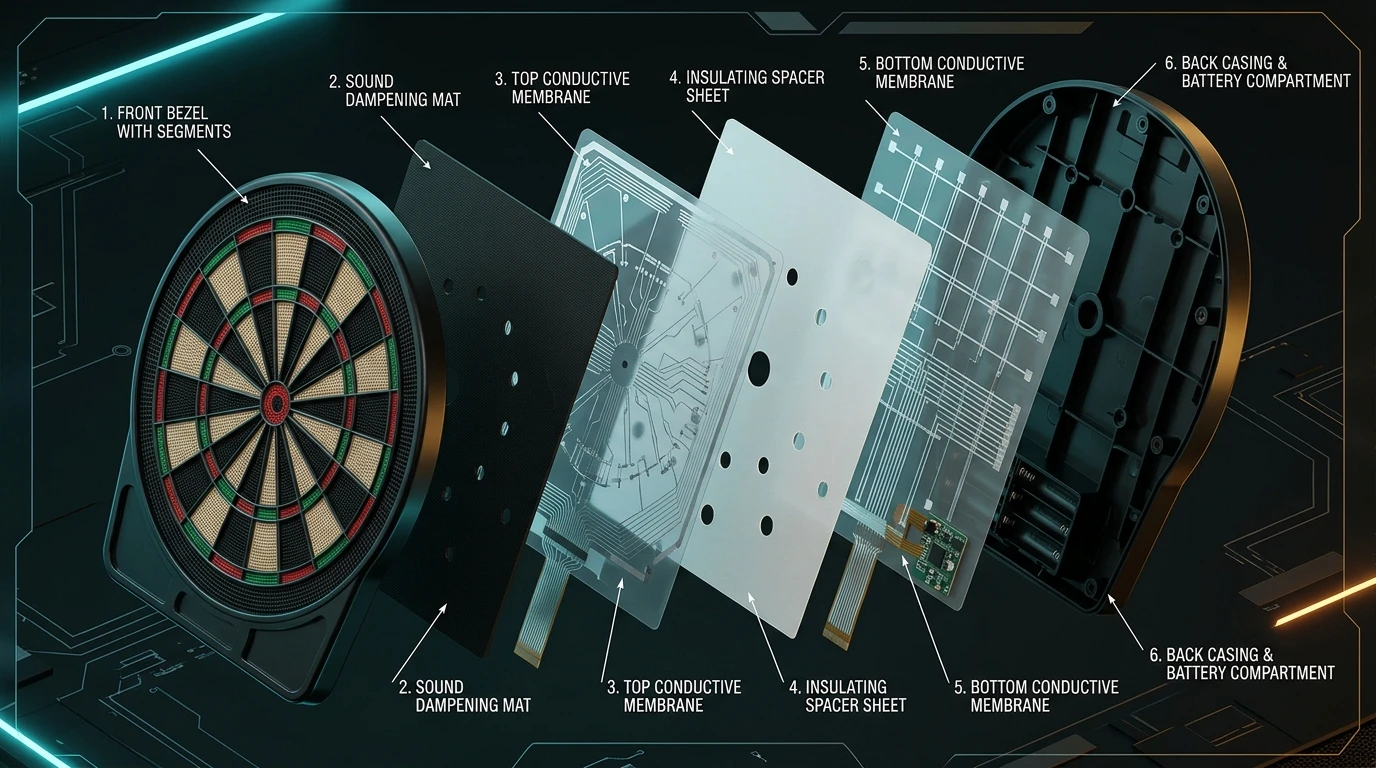 1. FRONT BEZEL
WITH SEGMENTS
2. SOUND
DAMPENING MAT
3. TOP CONDUCTIVE
MEMBRANE
4. INSULATING SPACER
SHEET
5. BOTTOM CONDUCTIVE
MEMBRANE
6. BACK CASING &
BATTERY COMPARTMENT
2. SOUND
DAMPENING MAT
3. TOP CONDUCTIVE
MEMBRANE
4. INSULATING
SPACER SHEET
5. BOTTOM CONDUCTIVE
MEMBRANE
6. BACK CASING &
BATTERY COMPARTMENT